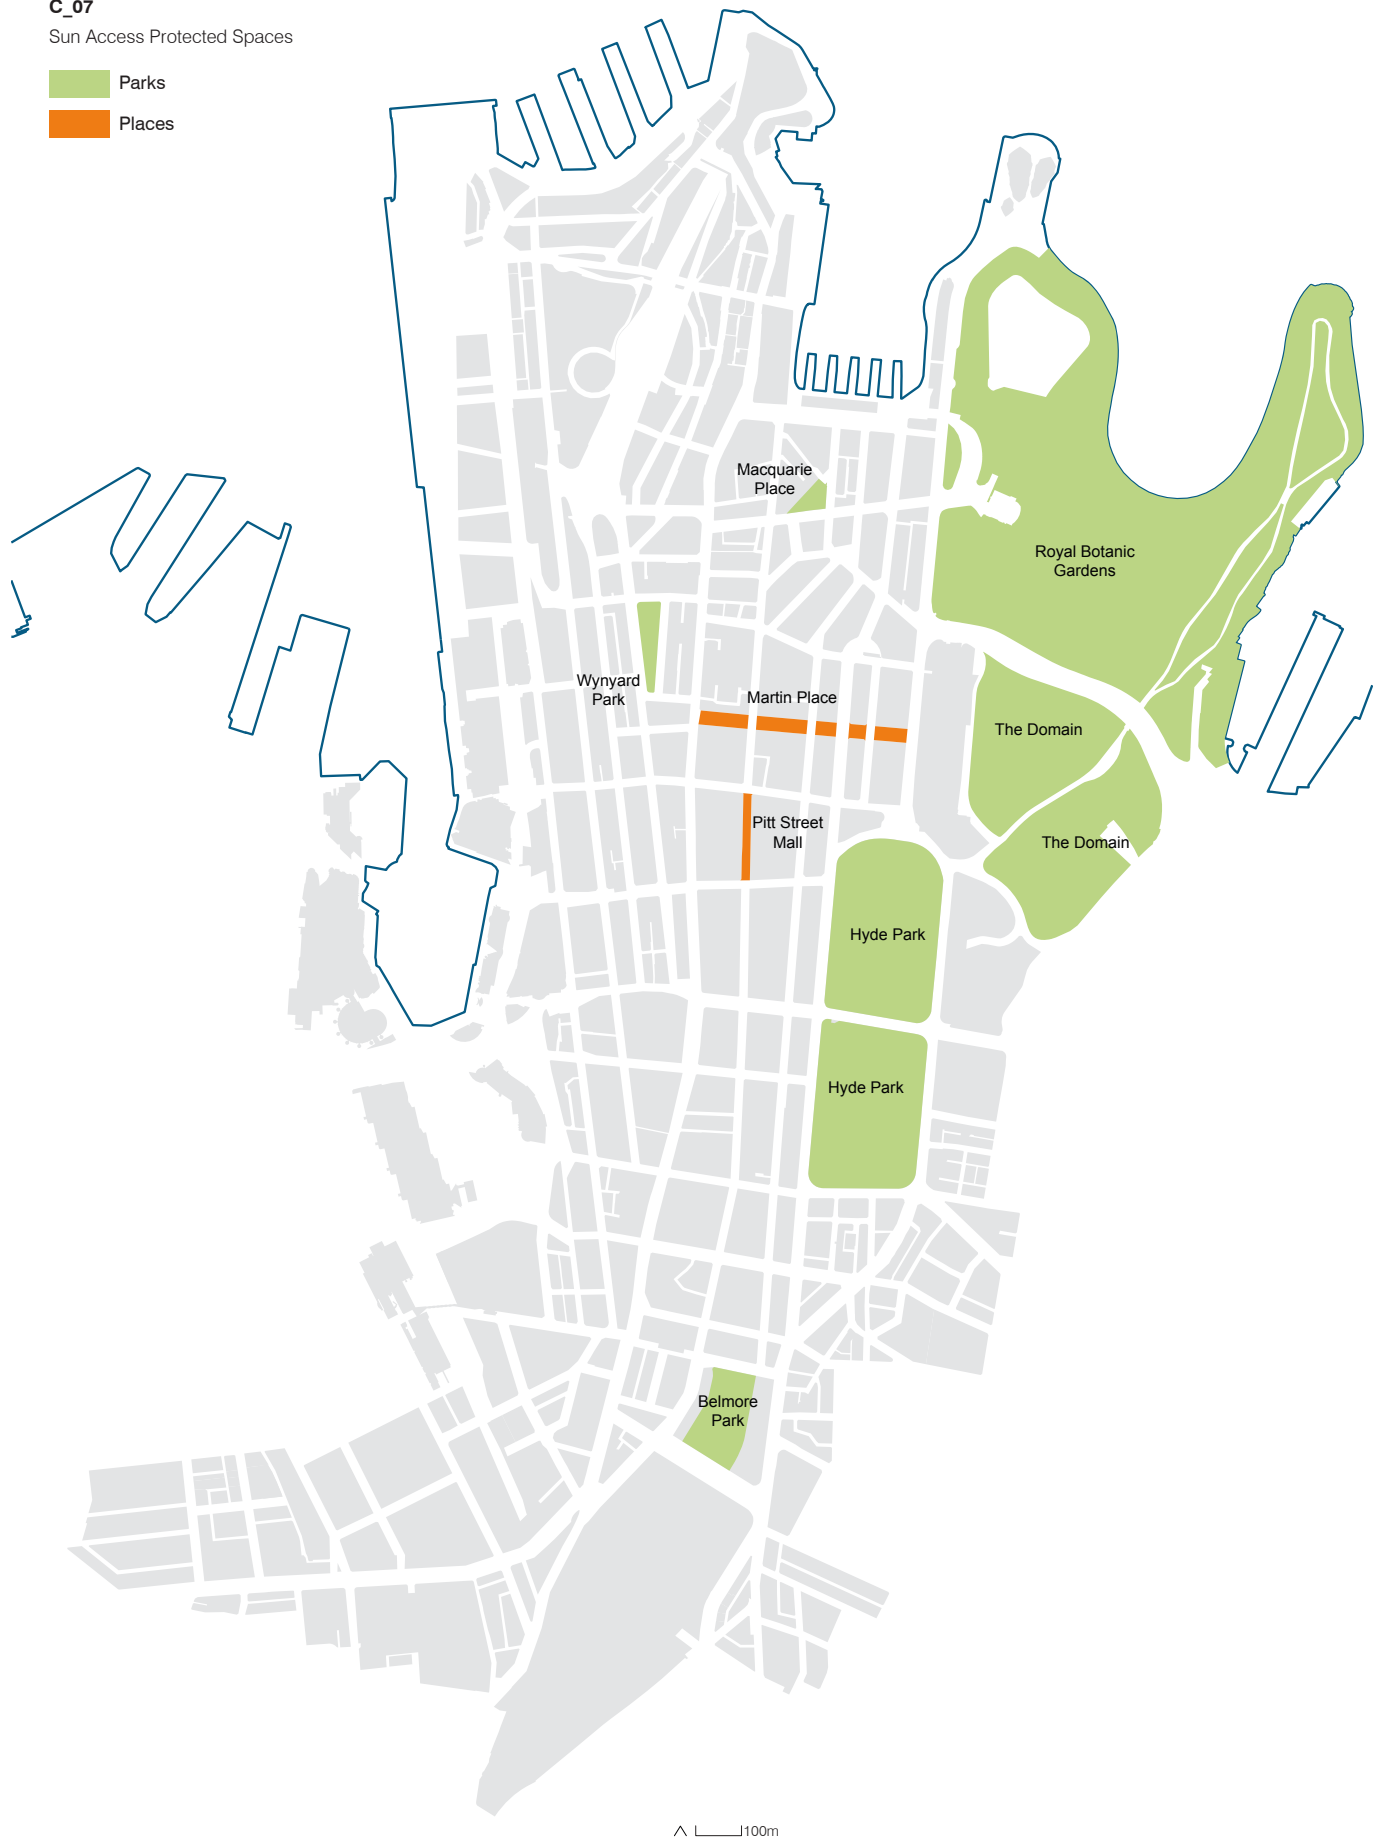 C_07
Sun Access Protected Spaces
Parks
Places
Macquarie
Place
Royal Botanic
Gardens
Wynyard
Park
Martin Place
The Domain
Pitt Street
Mall
The Domain
Hyde Park
Hyde Park
Belmore
Park
100m